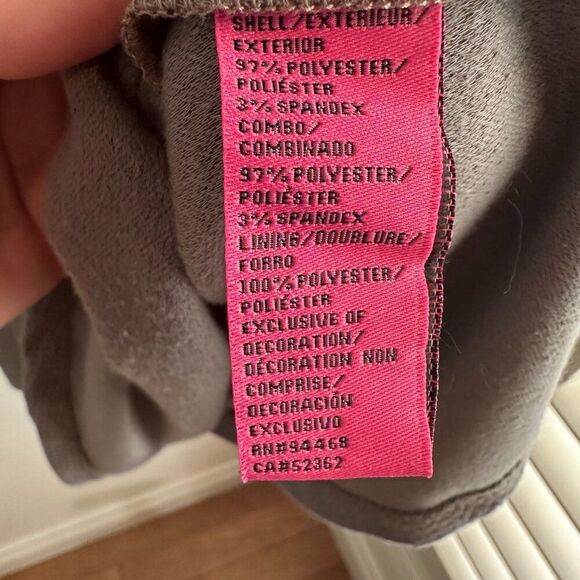 SHELL/EXTERIEUR/
EXTERIOR
97% POLYESTER/
POLIÉSTER
3% SPANDEX
COMBO/
COMBINADO
97% POLYESTER/
POLIÉSTER
3% SPANDEX
LINING/DOUBLURE/
FORRO
100% POLYESTER/
POLIÉSTER
EXCLUSIVE OF
DECORATION/
DÉCORATION NON
COMPRISE/
DECORACIÓN
EXCLUSIVO
RN#94468
CA#52362